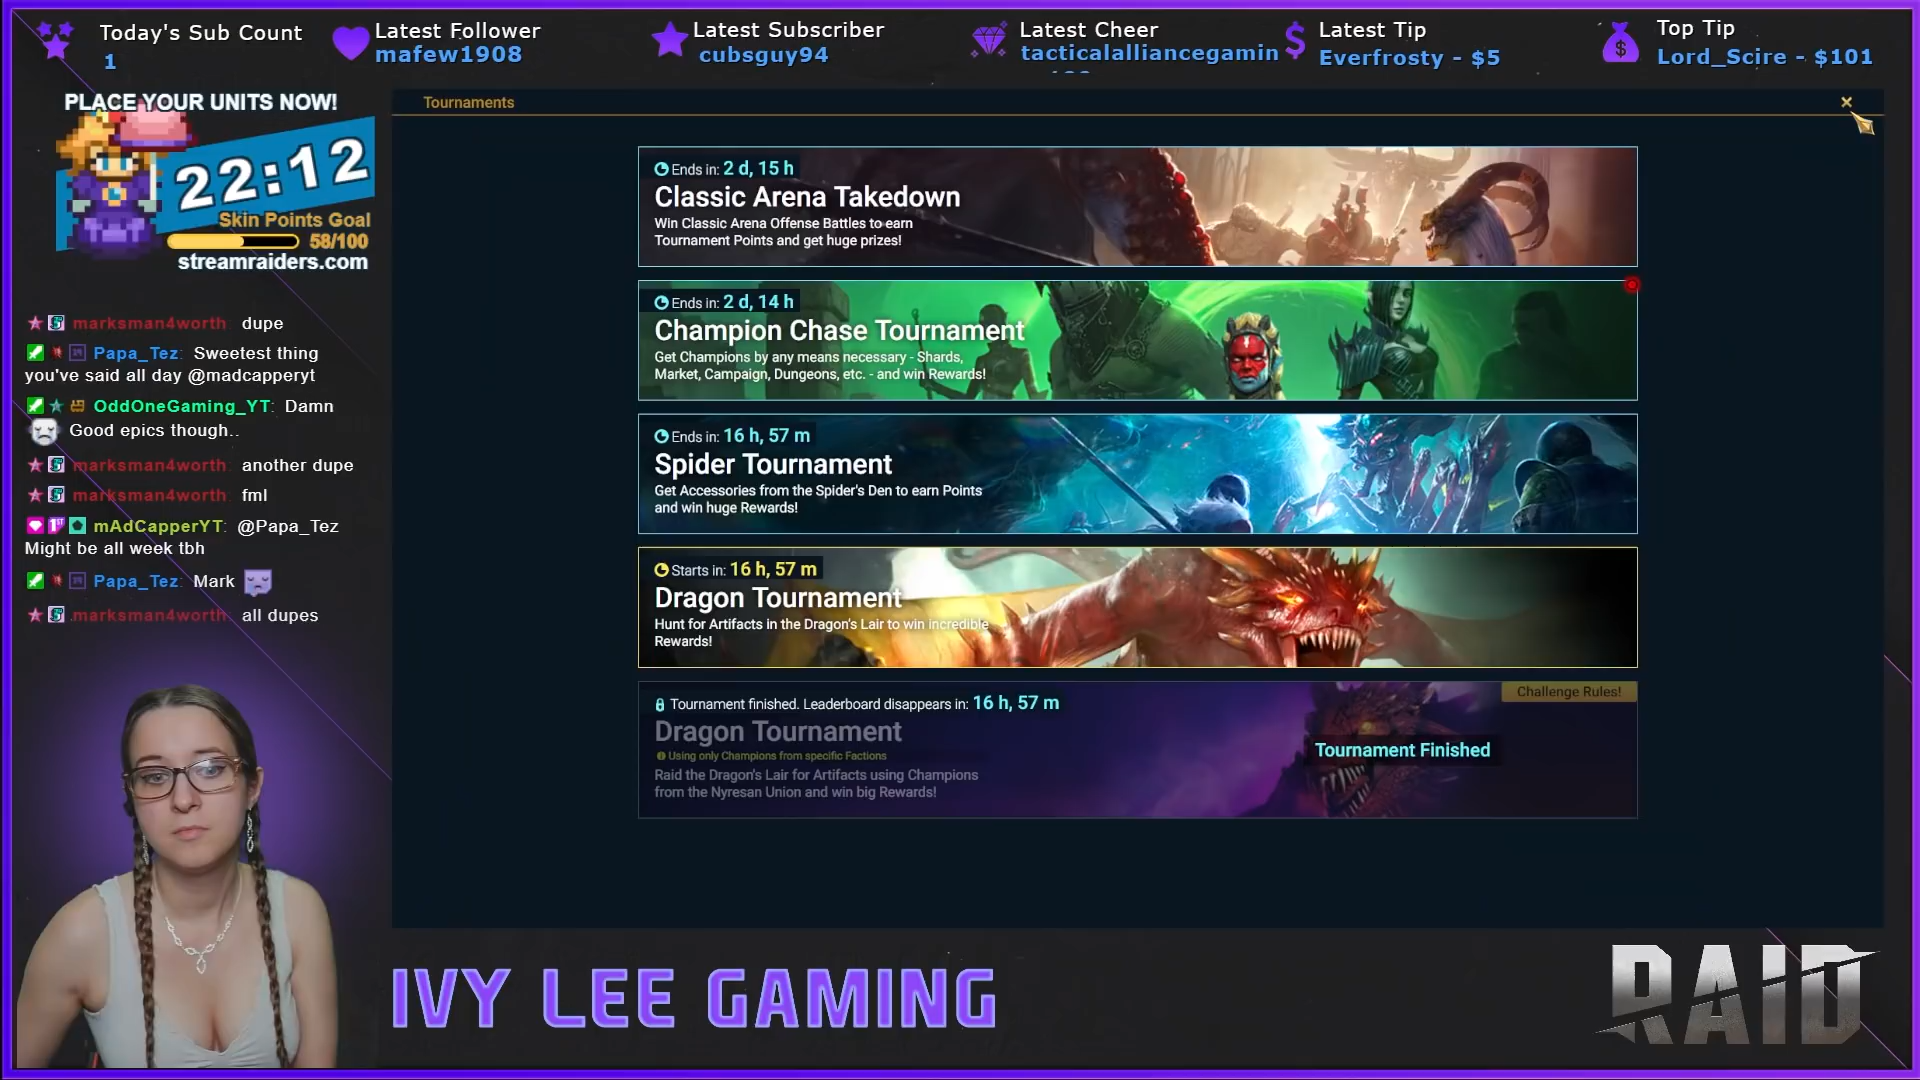 Today's Sub Count
1
Latest Follower
mafew1908
Latest Subscriber
cubsguy94
Latest Cheer
tacticalalliancegamin
Latest Tip
Everfrosty - $5
Top Tip
Lord_Scire - $101
PLACE YOUR UNITS NOW!
22:12
Skin Points Goal
58/100
streamraiders.com
marksman4worth: dupe
Papa_Tez: Sweetest thing
you've said all day @madcapperyt
OddOneGaming_YT: Damn
Good epics though..
marksman4worth: another dupe
marksman4worth: fml
mAdCapperYT: @Papa_Tez
Might be all week tbh
Papa_Tez: Mark
marksman4worth: all dupes
Tournaments
Ends in: 2 d, 15 h
Classic Arena Takedown
Win Classic Arena Offense Battles to earn
Tournament Points and get huge prizes!
Ends in: 2 d, 14 h
Champion Chase Tournament
Get Champions by any means necessary - Shards,
Market, Campaign, Dungeons, etc. - and win Rewards!
Ends in: 16 h, 57 m
Spider Tournament
Get Accessories from the Spider's Den to earn Points
and win huge Rewards!
Starts in: 16 h, 57 m
Dragon Tournament
Hunt for Artifacts in the Dragon's Lair to win incredible
Rewards!
Tournament finished. Leaderboard disappears in: 16 h, 57 m
Challenge Rules!
Dragon Tournament
Using only Champions from specific Factions
Raid the Dragon's Lair for Artifacts using Champions
from the Nyresan Union and win big Rewards!
Tournament Finished
IVY LEE GAMING
RAID